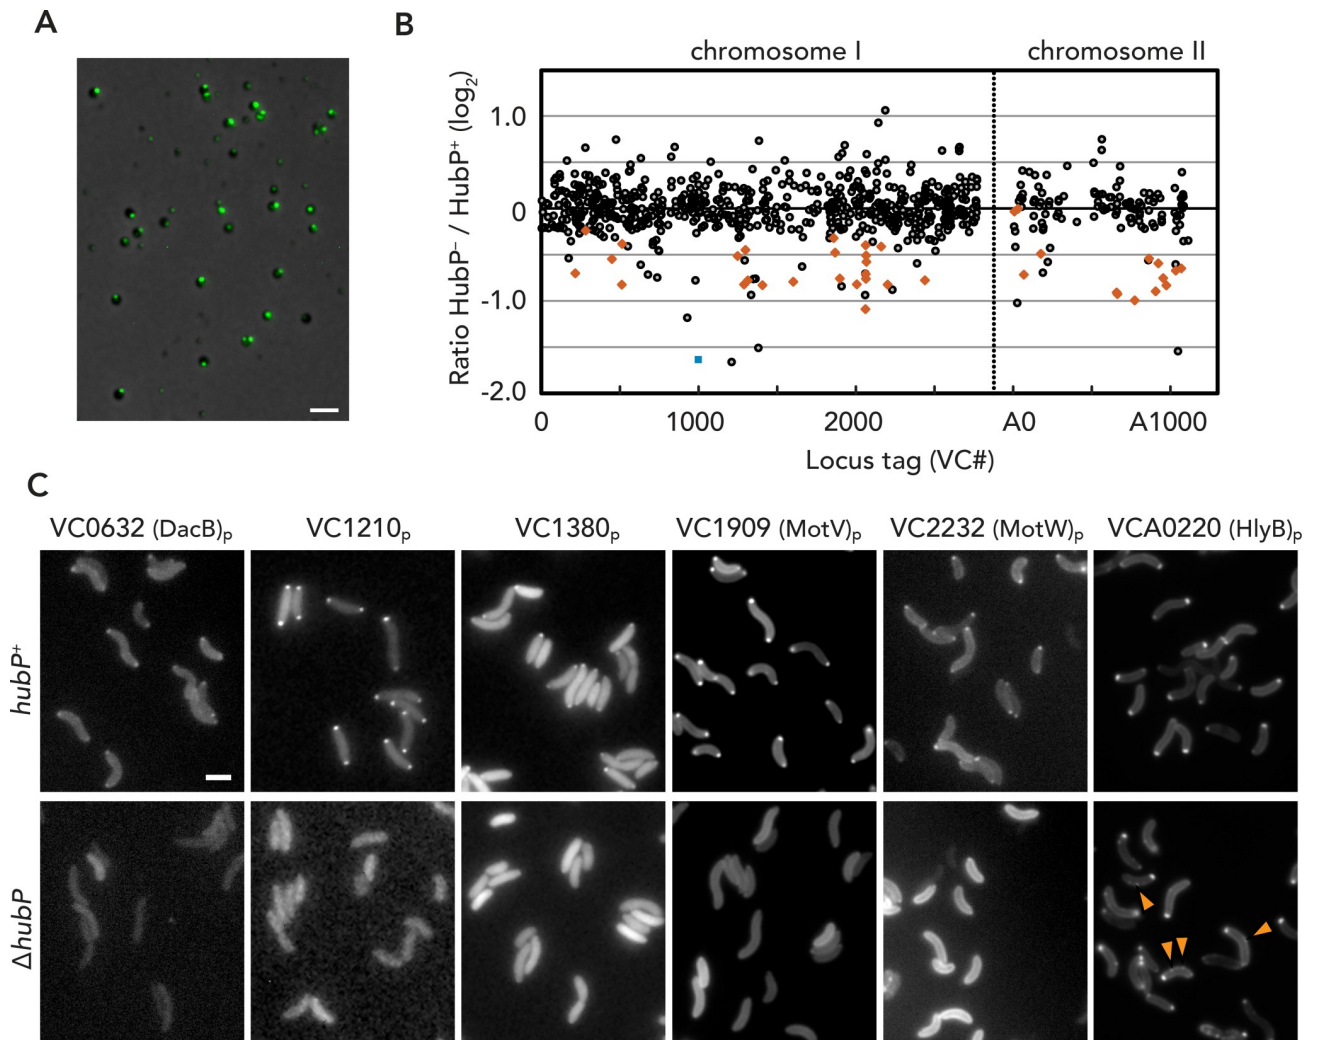 A
B
chromosome I
chromosome II
Ratio HubP⁻ / HubP⁺ (log₂)
1.0
0
-1.0
-2.0
0
1000
2000
A0
A1000
Locus tag (VC#)
C
VC0632 (DacB)ₚ
VC1210ₚ
VC1380ₚ
VC1909 (MotV)ₚ
VC2232 (MotW)ₚ
VCA0220 (HlyB)ₚ
hubP⁺
ΔhubP